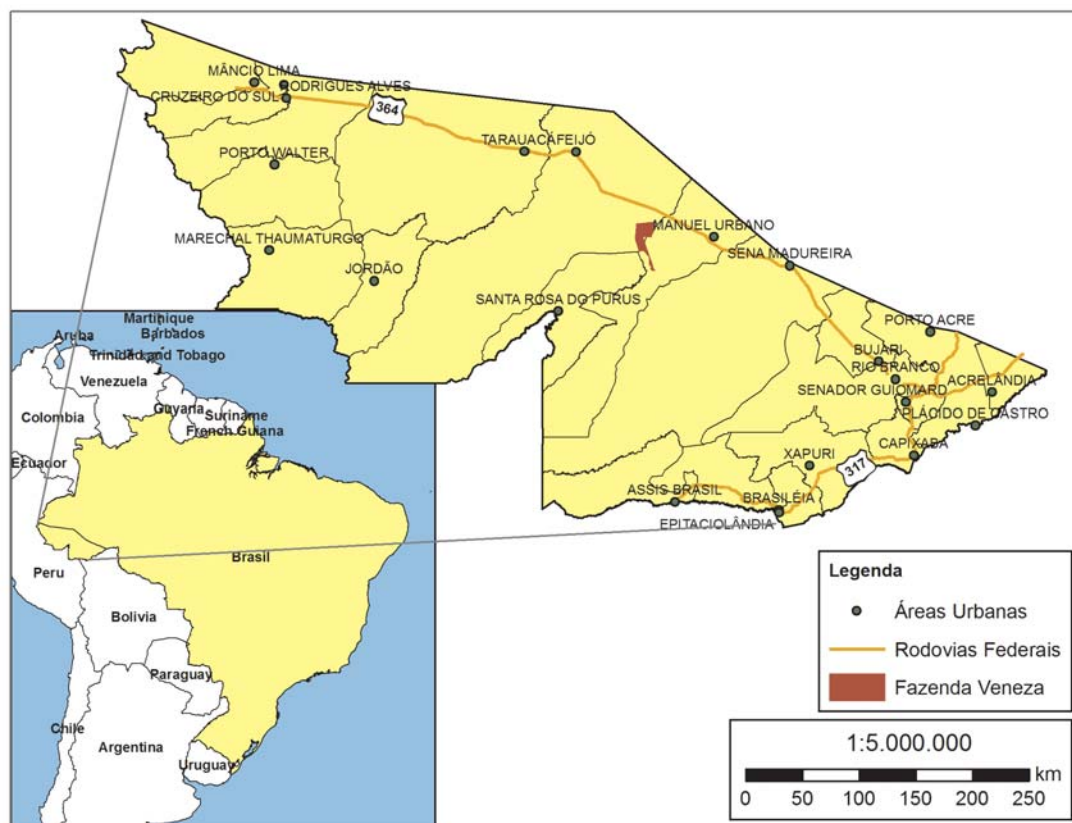 MÂNCIO LIMA
RODRIGUES ALVES
CRUZEIRO DO SUL
364
TARAUACÁ
FEIJÓ
PORTO WALTER
MANUEL URBANO
MARECHAL THAUMATURGO
SENA MADUREIRA
JORDÃO
SANTA ROSA DO PURUS
PORTO ACRE
BUJARI
RIO BRANCO
SENADOR GUIOMARD
ACRELÂNDIA
PLÁCIDO DE CASTRO
CAPIXABA
XAPURI
317
ASSIS BRASIL
BRASILÉIA
EPITACIOLÂNDIA
Martinique
Aruba
Barbados
Trinidad and Tobago
Venezuela
Guyana
Colombia
Suriname
French Guiana
Ecuador
Brasil
Peru
Bolivia
Paraguay
Chile
Argentina
Uruguay
Legenda
Áreas Urbanas
Rodovias Federais
Fazenda Veneza
1:5.000.000
km
0 50 100 150 200 250